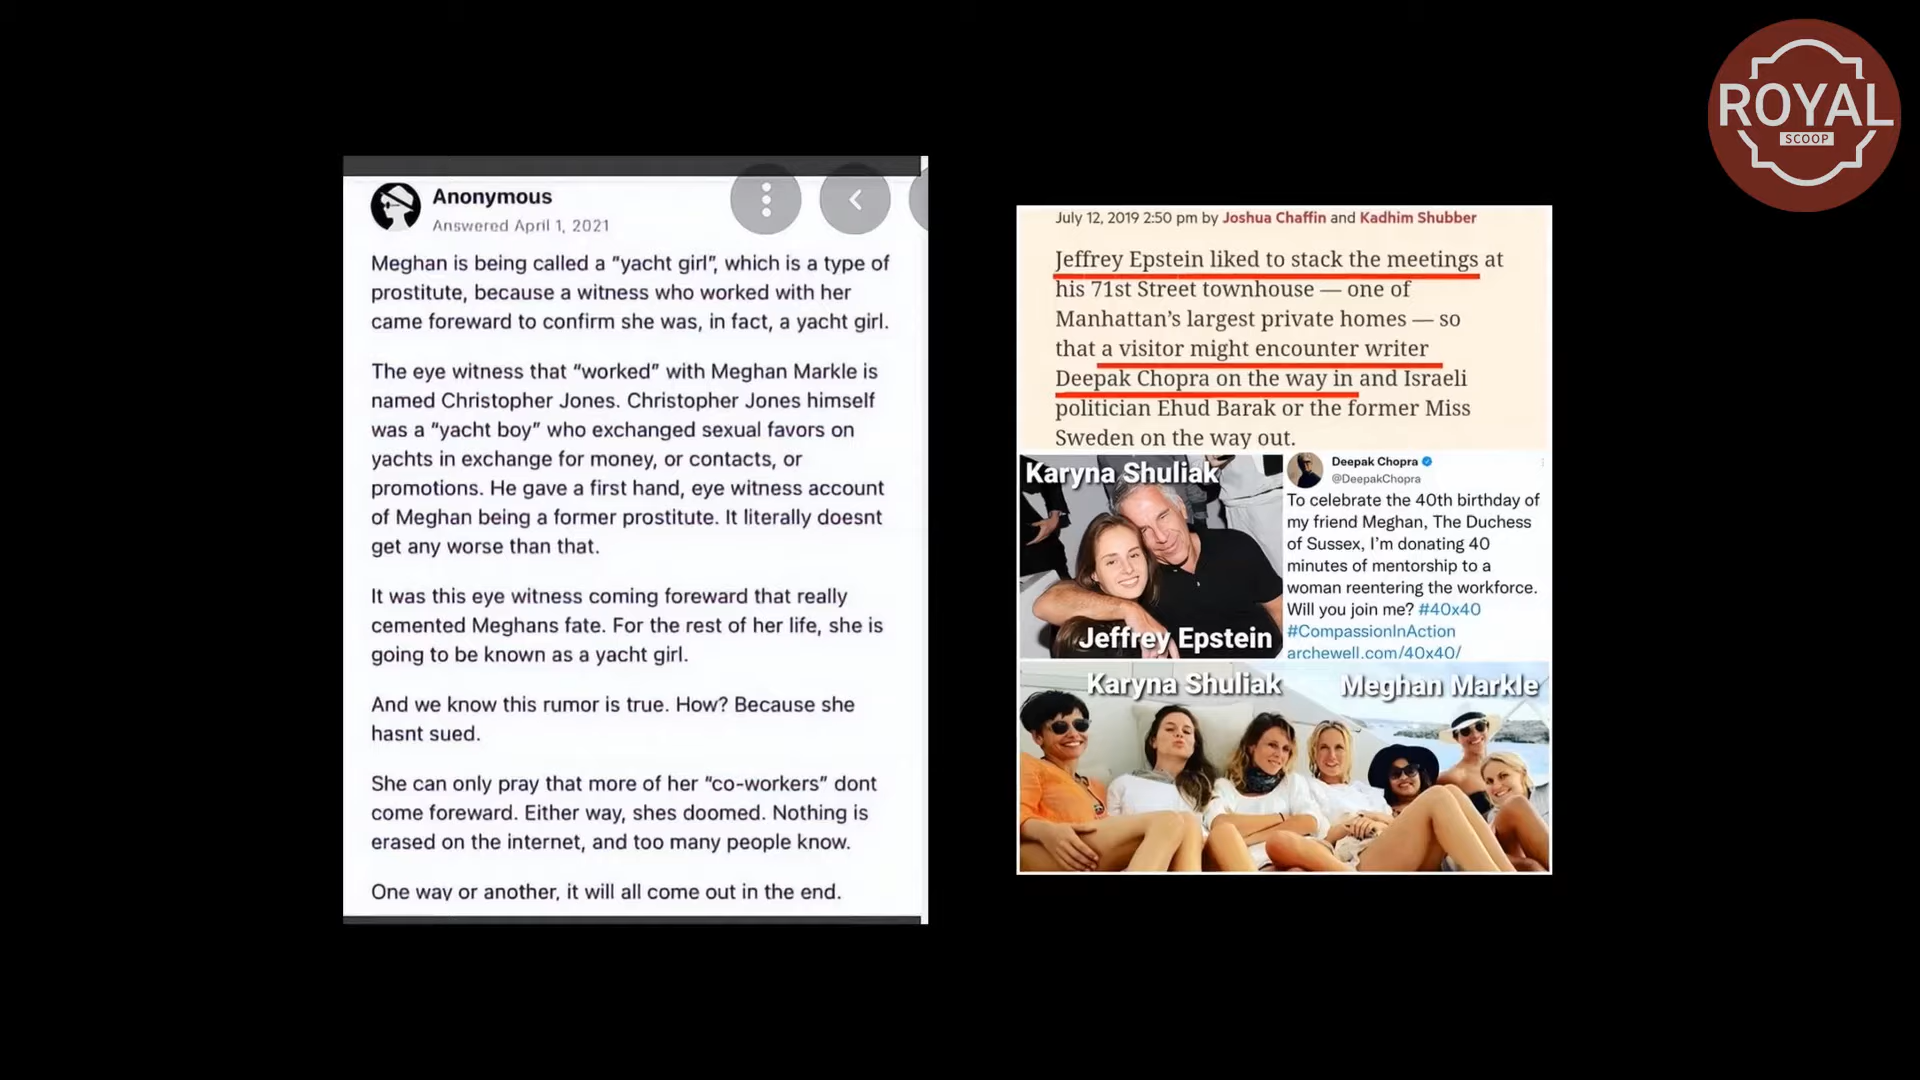 ROYAL
SCOOP
Anonymous
Answered April 1, 2021
Meghan is being called a “yacht girl”, which is a type of
prostitute, because a witness who worked with her
came foreward to confirm she was, in fact, a yacht girl.
The eye witness that “worked” with Meghan Markle is
named Christopher Jones. Christopher Jones himself
was a “yacht boy” who exchanged sexual favors on
yachts in exchange for money, or contacts, or
promotions. He gave a first hand, eye witness account
of Meghan being a former prostitute. It literally doesnt
get any worse than that.
It was this eye witness coming foreward that really
cemented Meghans fate. For the rest of her life, she is
going to be known as a yacht girl.
And we know this rumor is true. How? Because she
hasnt sued.
She can only pray that more of her “co-workers” dont
come foreward. Either way, shes doomed. Nothing is
erased on the internet, and too many people know.
One way or another, it will all come out in the end.
July 12, 2019 2:50 pm by Joshua Chaffin and Kadhim Shubber
Jeffrey Epstein liked to stack the meetings at
his 71st Street townhouse — one of
Manhattan’s largest private homes — so
that a visitor might encounter writer
Deepak Chopra on the way in and Israeli
politician Ehud Barak or the former Miss
Sweden on the way out.
Karyna Shuliak
Jeffrey Epstein
Deepak Chopra
@DeepakChopra
To celebrate the 40th birthday of
my friend Meghan, The Duchess
of Sussex, I’m donating 40
minutes of mentorship to a
woman reentering the workforce.
Will you join me? #40x40
#CompassionInAction
archewell.com/40x40/
Karyna Shuliak
Meghan Markle